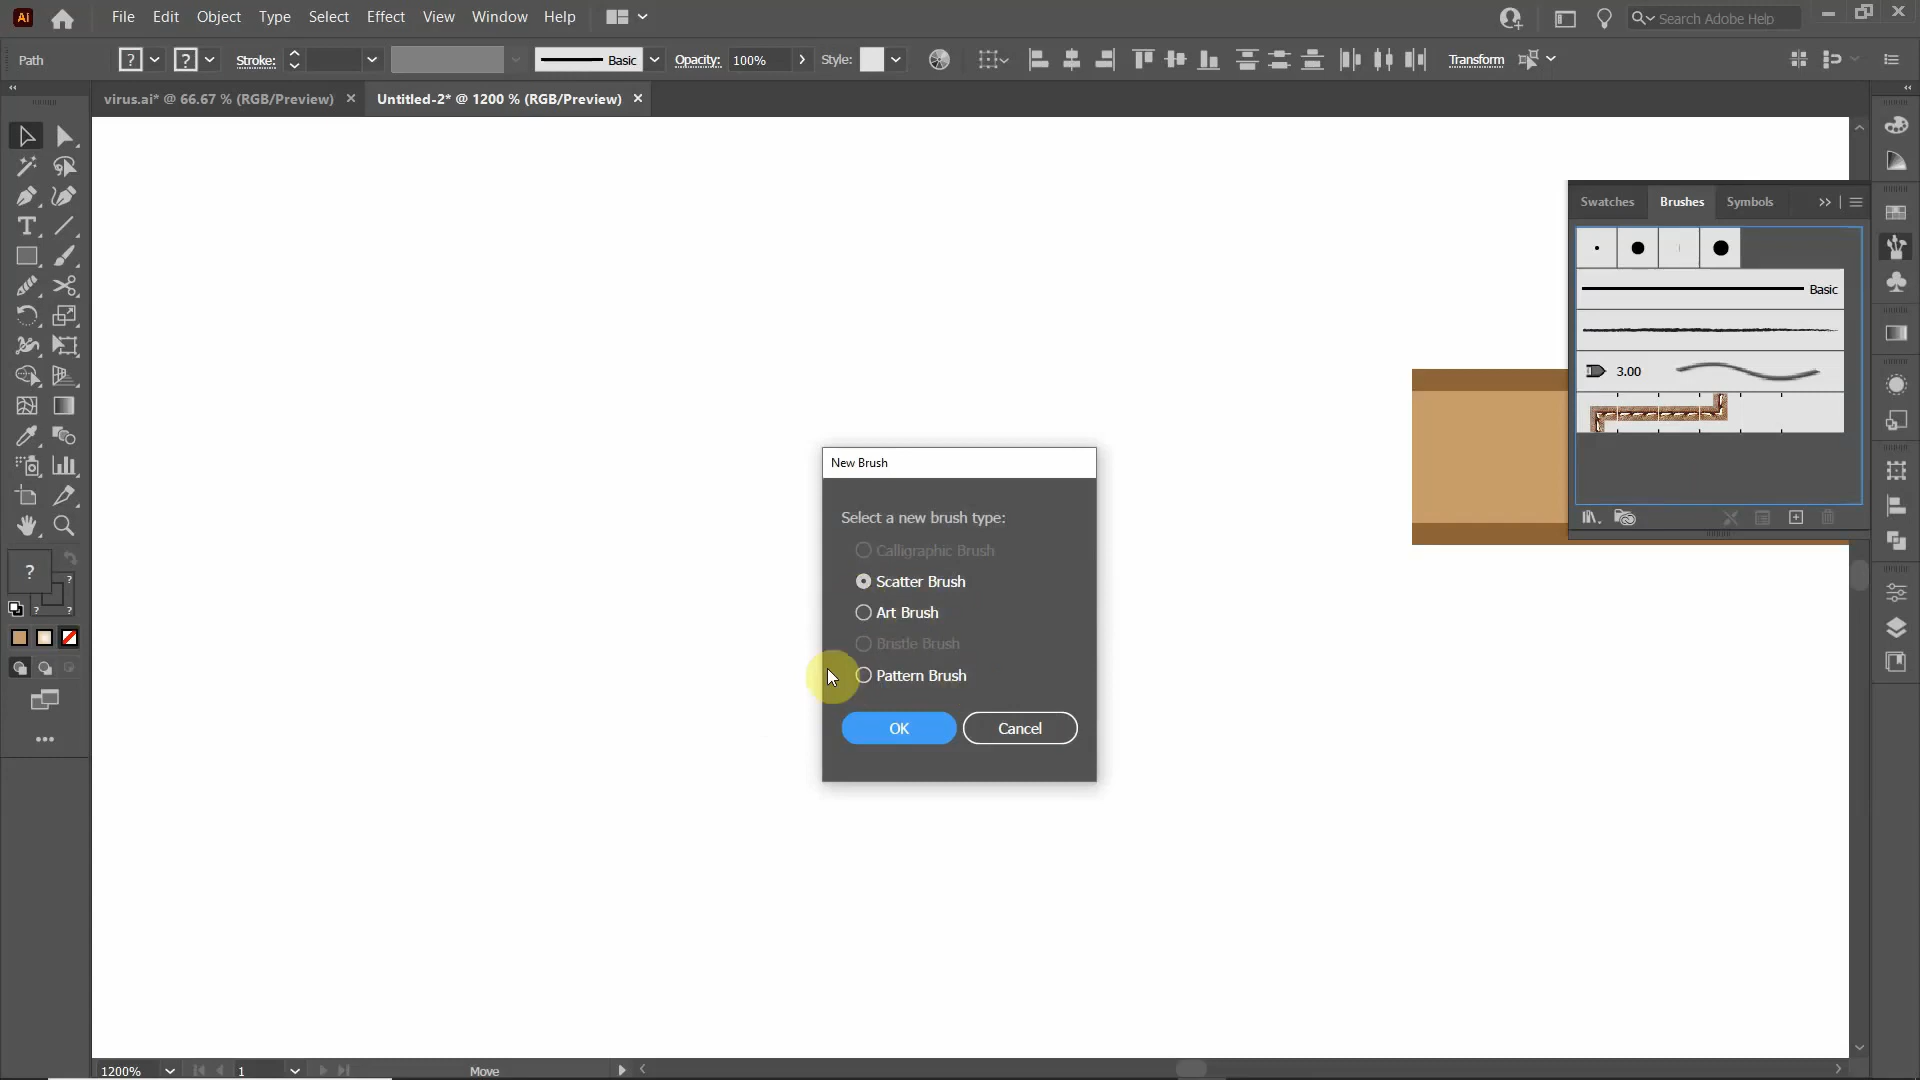 Ai File Edit Object Type Select Effect View Window Help Search Adobe Help
Path ? ? Stroke: Basic Opacity: 100% Style: Transform
virus.ai* @ 66.67 % (RGB/Preview) × Untitled-2* @ 1200 % (RGB/Preview) ×
Swatches Brushes Symbols
Basic
3.00
New Brush
Select a new brush type:
Calligraphic Brush
Scatter Brush
Art Brush
Bristle Brush
Pattern Brush
OK Cancel
? ?
? ?
1200% 1 Move